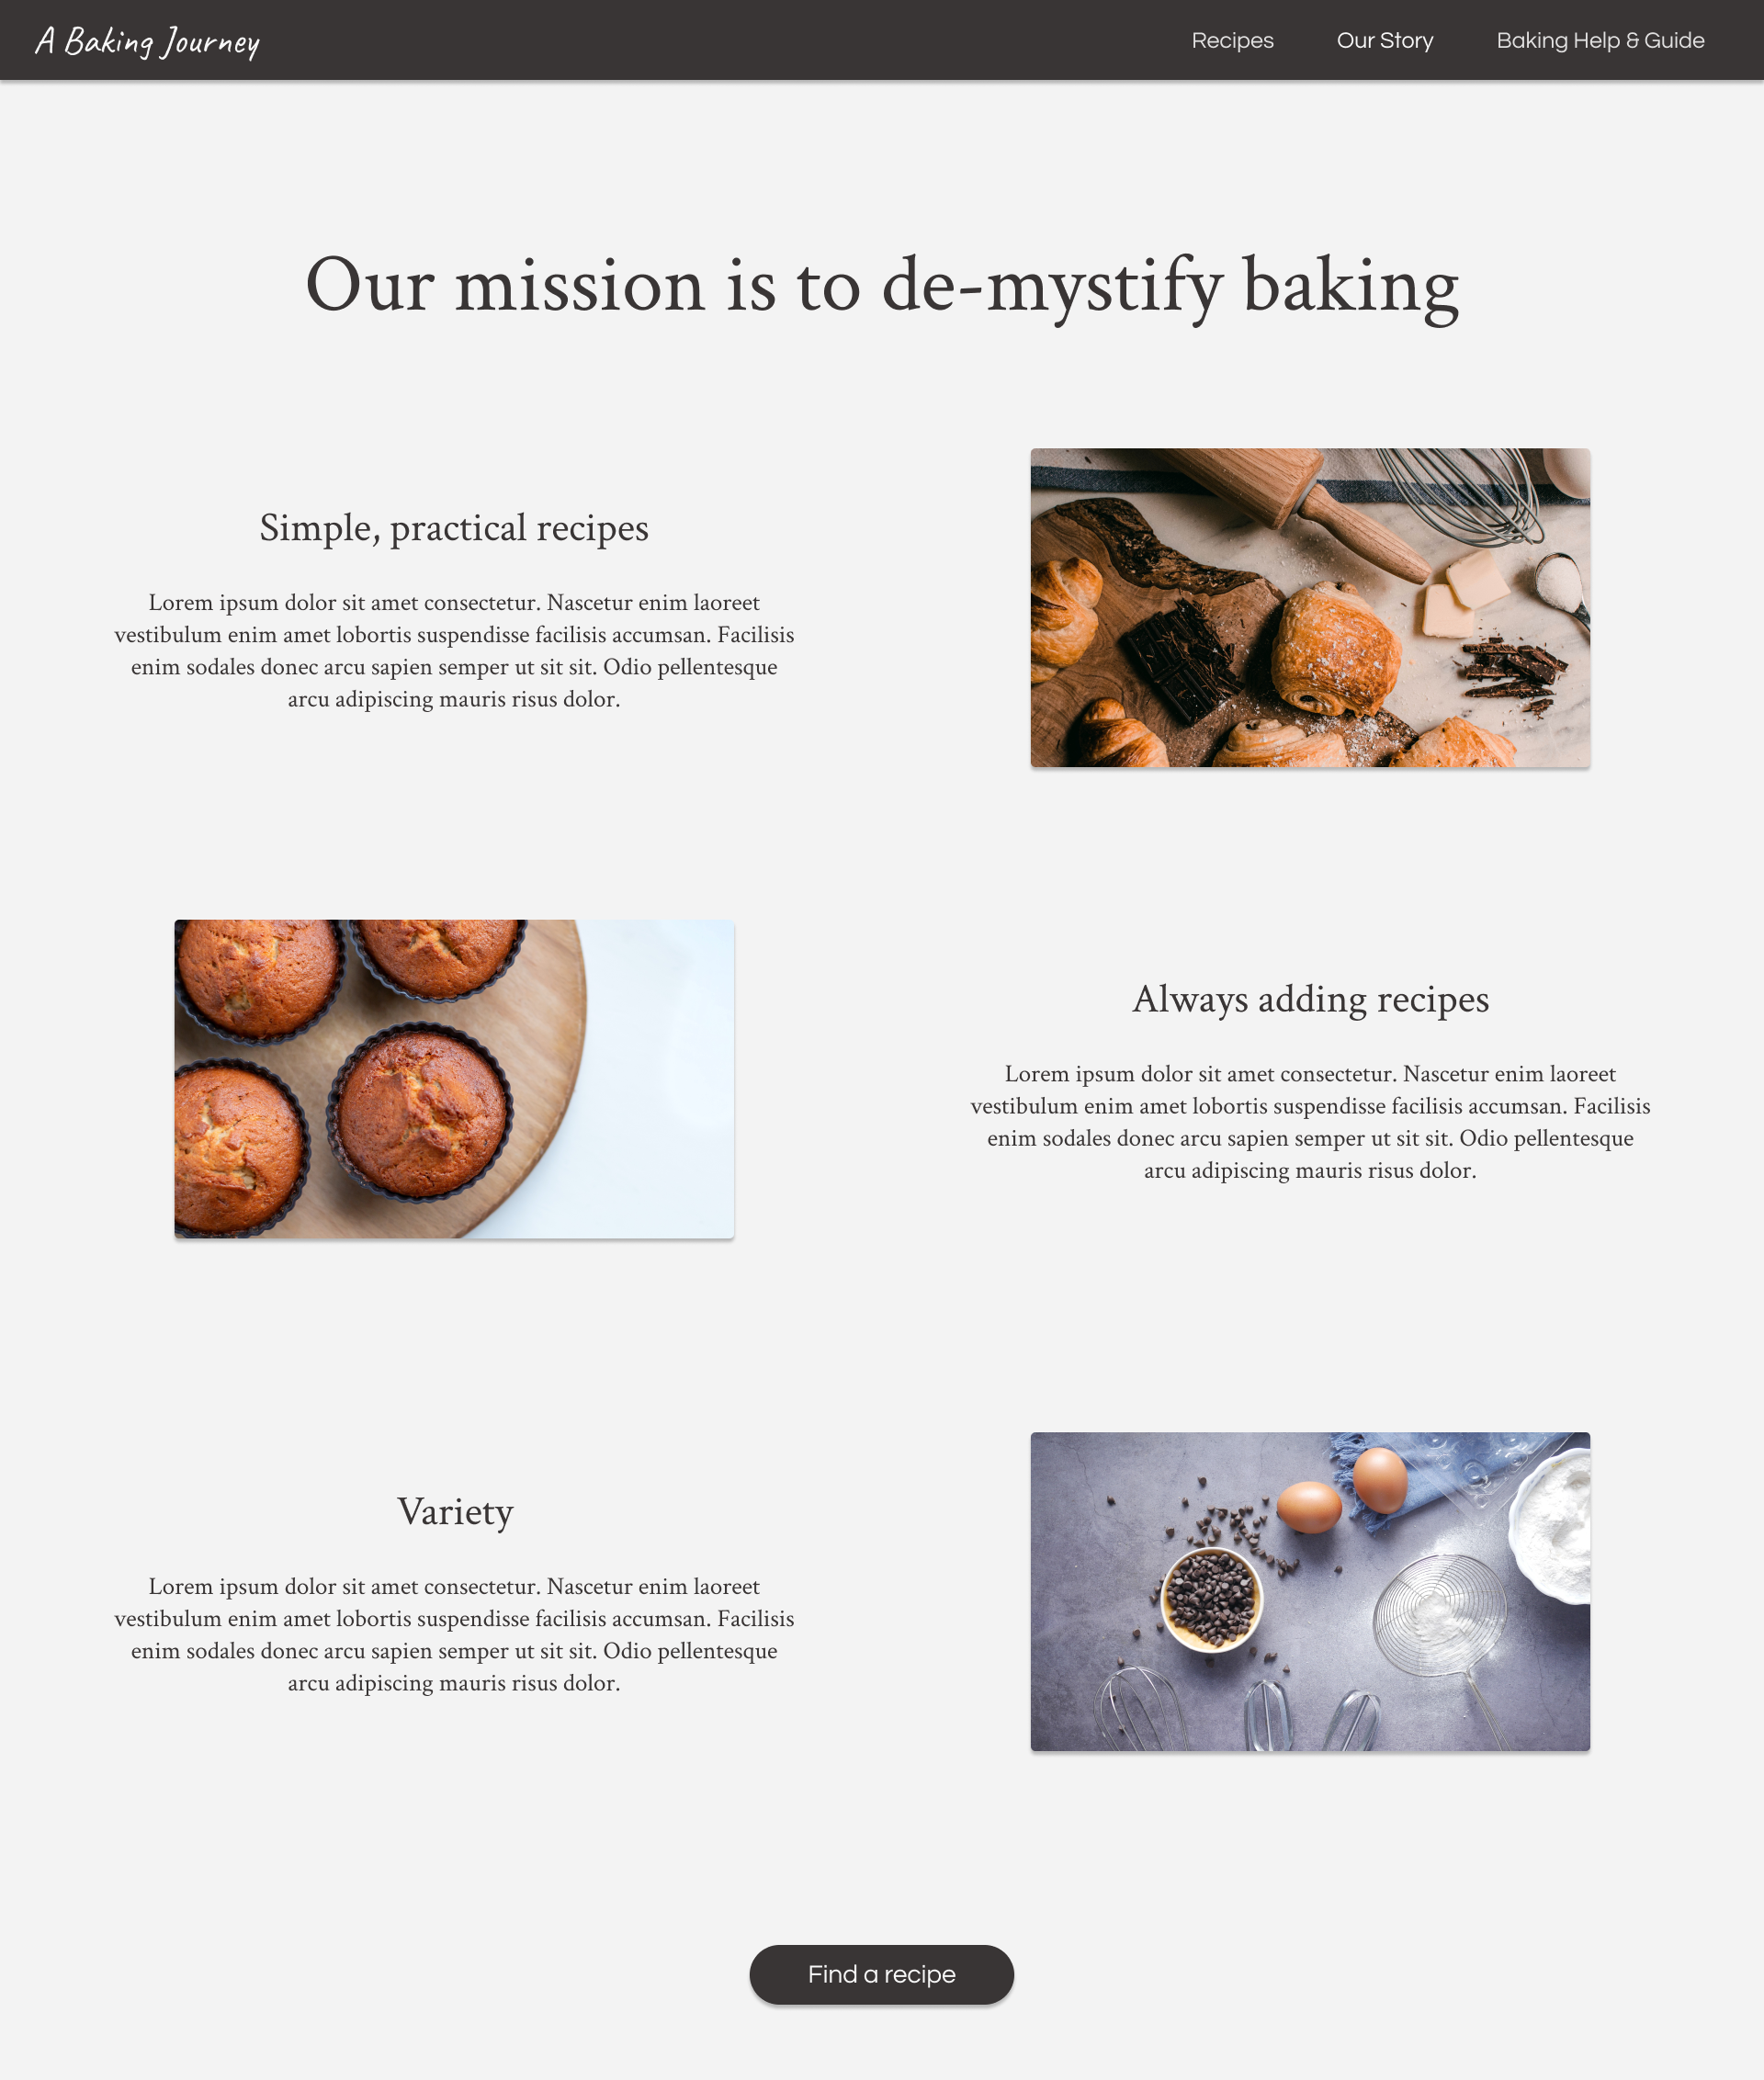 A Baking Journey
Recipes
Our Story
Baking Help & Guide
Our mission is to de-mystify baking
Simple, practical recipes
Lorem ipsum dolor sit amet consectetur. Nascetur enim laoreet
vestibulum enim amet lobortis suspendisse facilisis accumsan. Facilisis
enim sodales donec arcu sapien semper ut sit sit. Odio pellentesque
arcu adipiscing mauris risus dolor.
Always adding recipes
Lorem ipsum dolor sit amet consectetur. Nascetur enim laoreet
vestibulum enim amet lobortis suspendisse facilisis accumsan. Facilisis
enim sodales donec arcu sapien semper ut sit sit. Odio pellentesque
arcu adipiscing mauris risus dolor.
Variety
Lorem ipsum dolor sit amet consectetur. Nascetur enim laoreet
vestibulum enim amet lobortis suspendisse facilisis accumsan. Facilisis
enim sodales donec arcu sapien semper ut sit sit. Odio pellentesque
arcu adipiscing mauris risus dolor.
Find a recipe